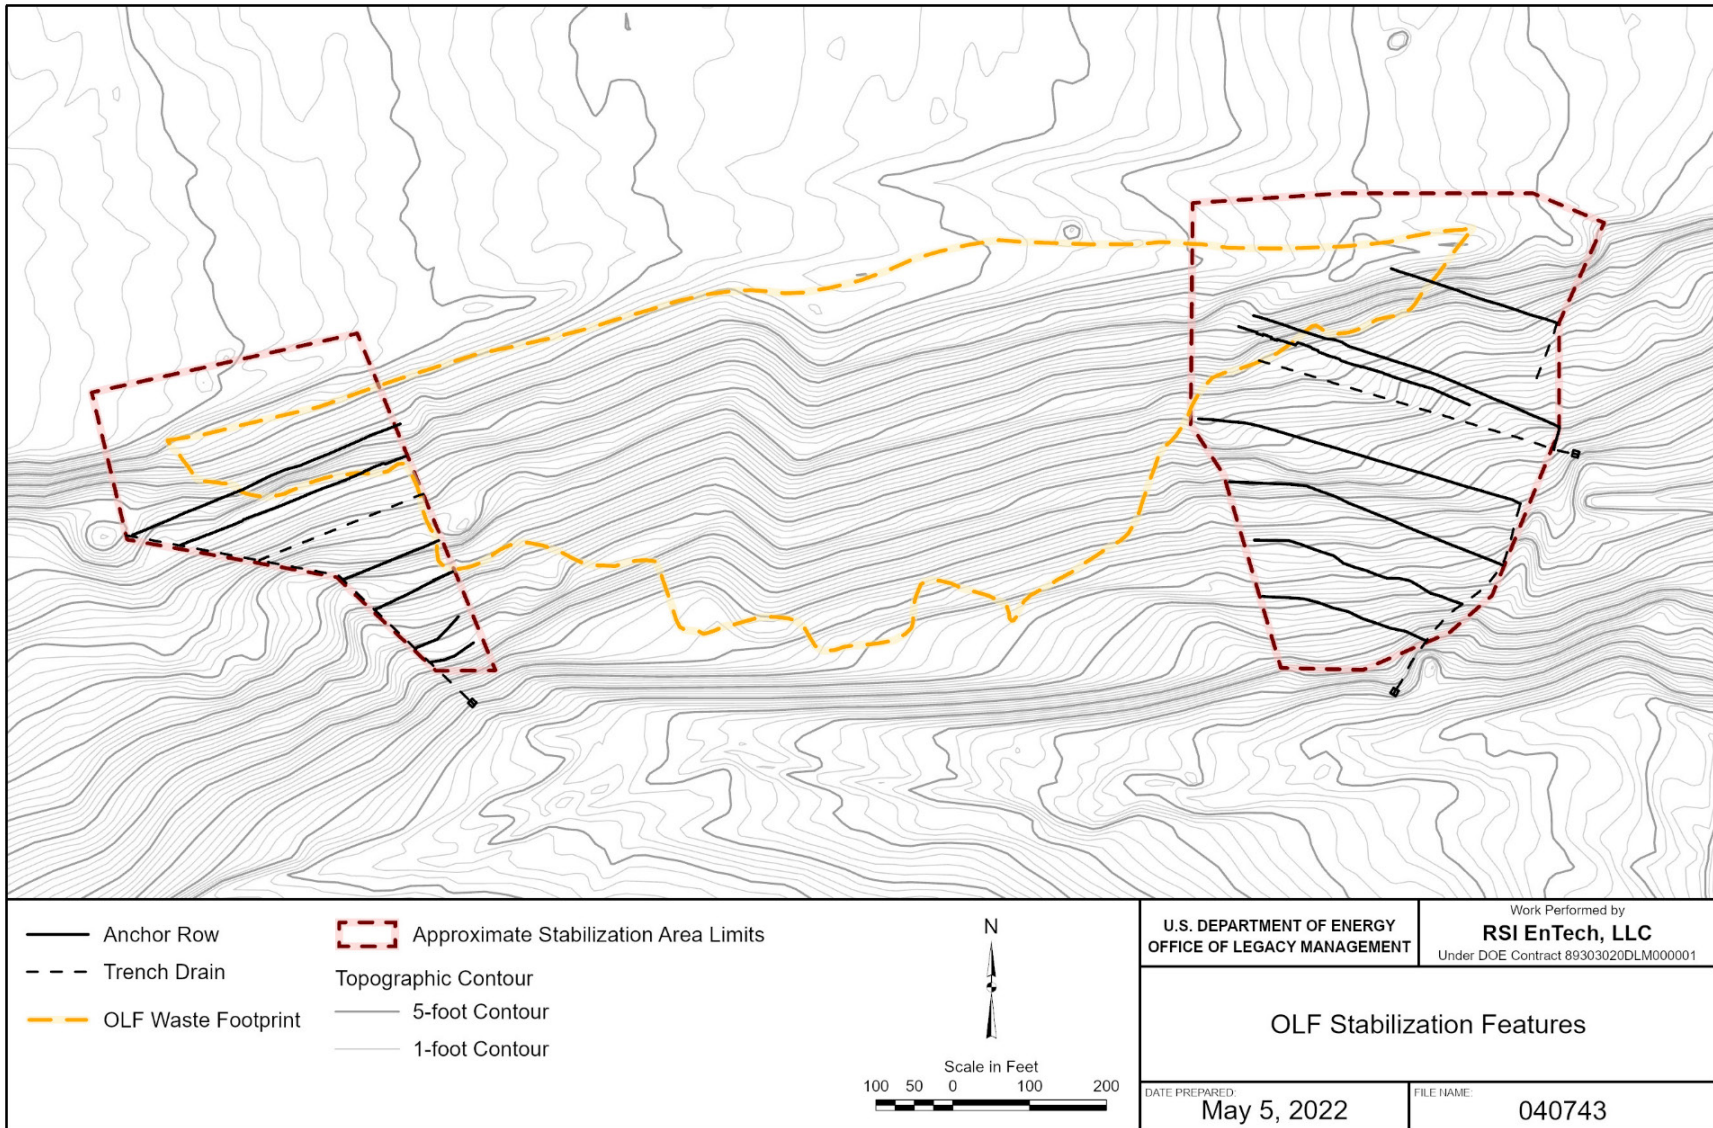 Anchor Row
Trench Drain
OLF Waste Footprint
Approximate Stabilization Area Limits
Topographic Contour
5-foot Contour
1-foot Contour
N
Scale in Feet
100 50 0 100 200
U.S. DEPARTMENT OF ENERGY
OFFICE OF LEGACY MANAGEMENT
Work Performed by
RSI EnTech, LLC
Under DOE Contract 89303020DLM000001
OLF Stabilization Features
DATE PREPARED:
May 5, 2022
FILE NAME:
040743